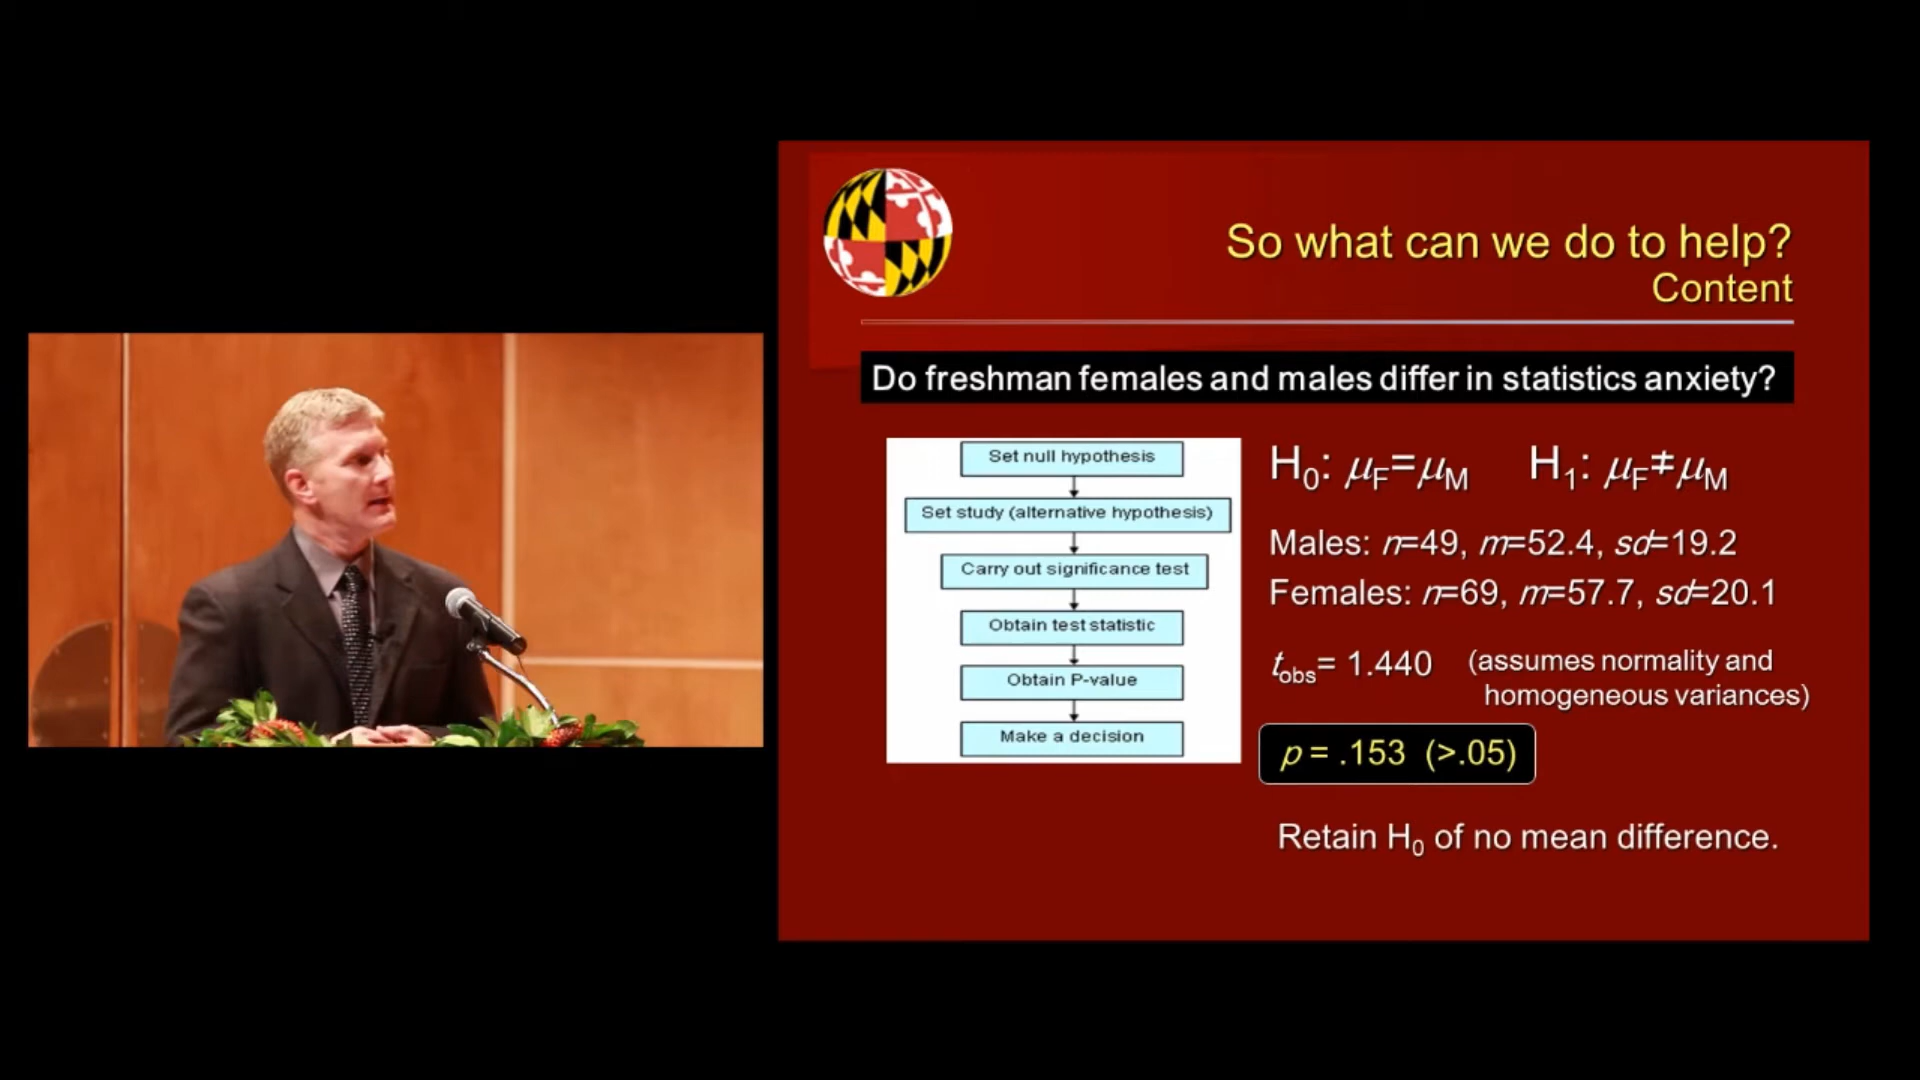 So what can we do to help?
Content
Do freshman females and males differ in statistics anxiety?
Set null hypothesis
Set study (alternative hypothesis)
Carry out significance test
Obtain test statistic
Obtain P-value
Make a decision
H₀: μF=μM H₁: μF≠μM
Males: n=49, m=52.4, sd=19.2
Females: n=69, m=57.7, sd=20.1
tobs= 1.440 (assumes normality and
homogeneous variances)
p = .153 (>.05)
Retain H₀ of no mean difference.